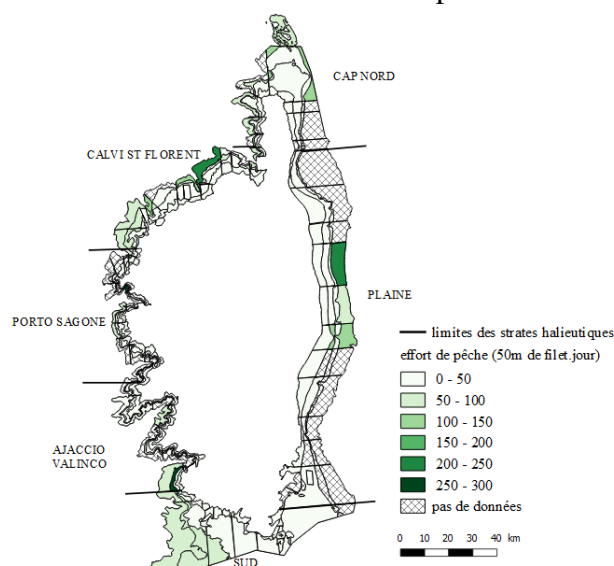 CAP NORD
CALVI ST FLORENT
PLAINE
PORTO SAGONE
AJACCIO
VALINCO
SUD
limites des strates halieutiques
effort de pêche (50m de filet.jour)
0 - 50
50 - 100
100 - 150
150 - 200
200 - 250
250 - 300
pas de données
0 10 20 30 40 km